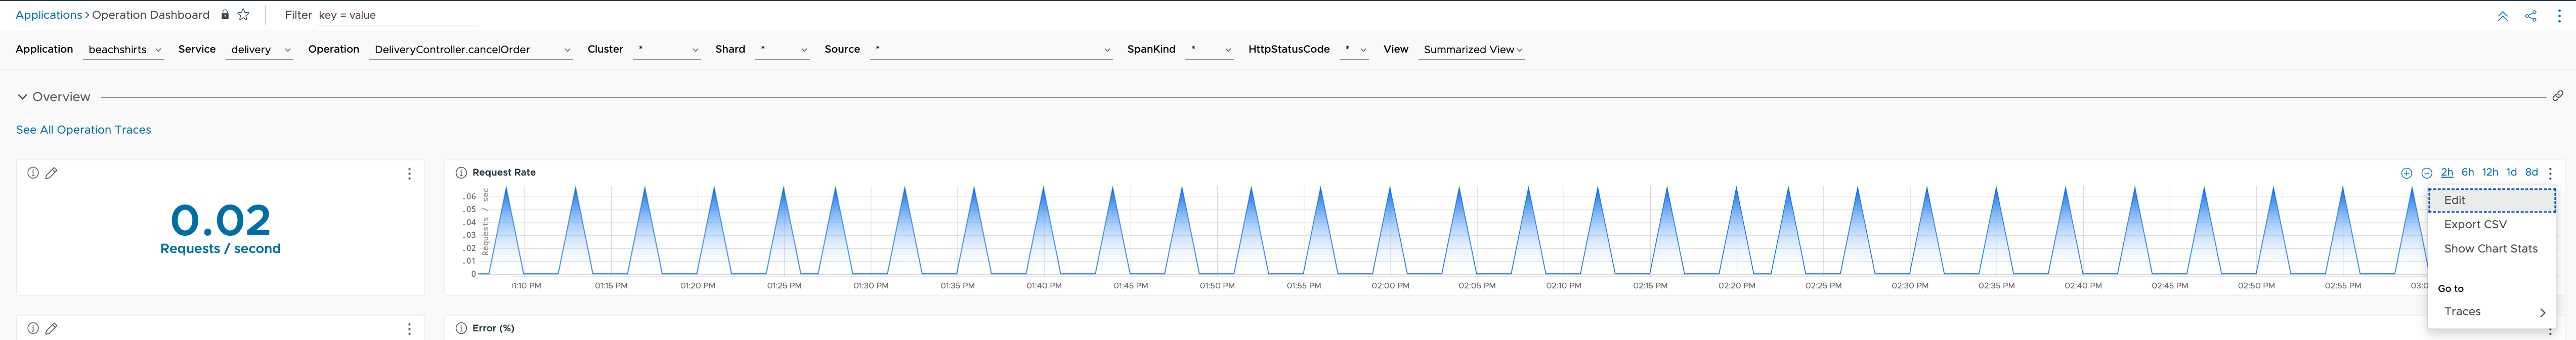 Applications > Operation Dashboard Filter key = value
Application beachshirts Service delivery Operation DeliveryController.cancelOrder Cluster * Shard * Source * SpanKind * HttpStatusCode * View Summarized View
Overview
See All Operation Traces
0.02
Requests / second
Request Rate
2h 6h 12h 1d 8d
Requests / sec
.06
.05
.04
.03
.02
.01
0
01:15 PM 01:20 PM 01:25 PM 01:30 PM 01:35 PM 01:40 PM 01:45 PM 01:50 PM 01:55 PM 02:00 PM 02:05 PM 02:10 PM 02:15 PM 02:20 PM 02:25 PM 02:30 PM 02:35 PM 02:40 PM 02:45 PM 02:50 PM 02:55 PM
Edit
Export CSV
Show Chart Stats
Go to
Traces
Error (%)